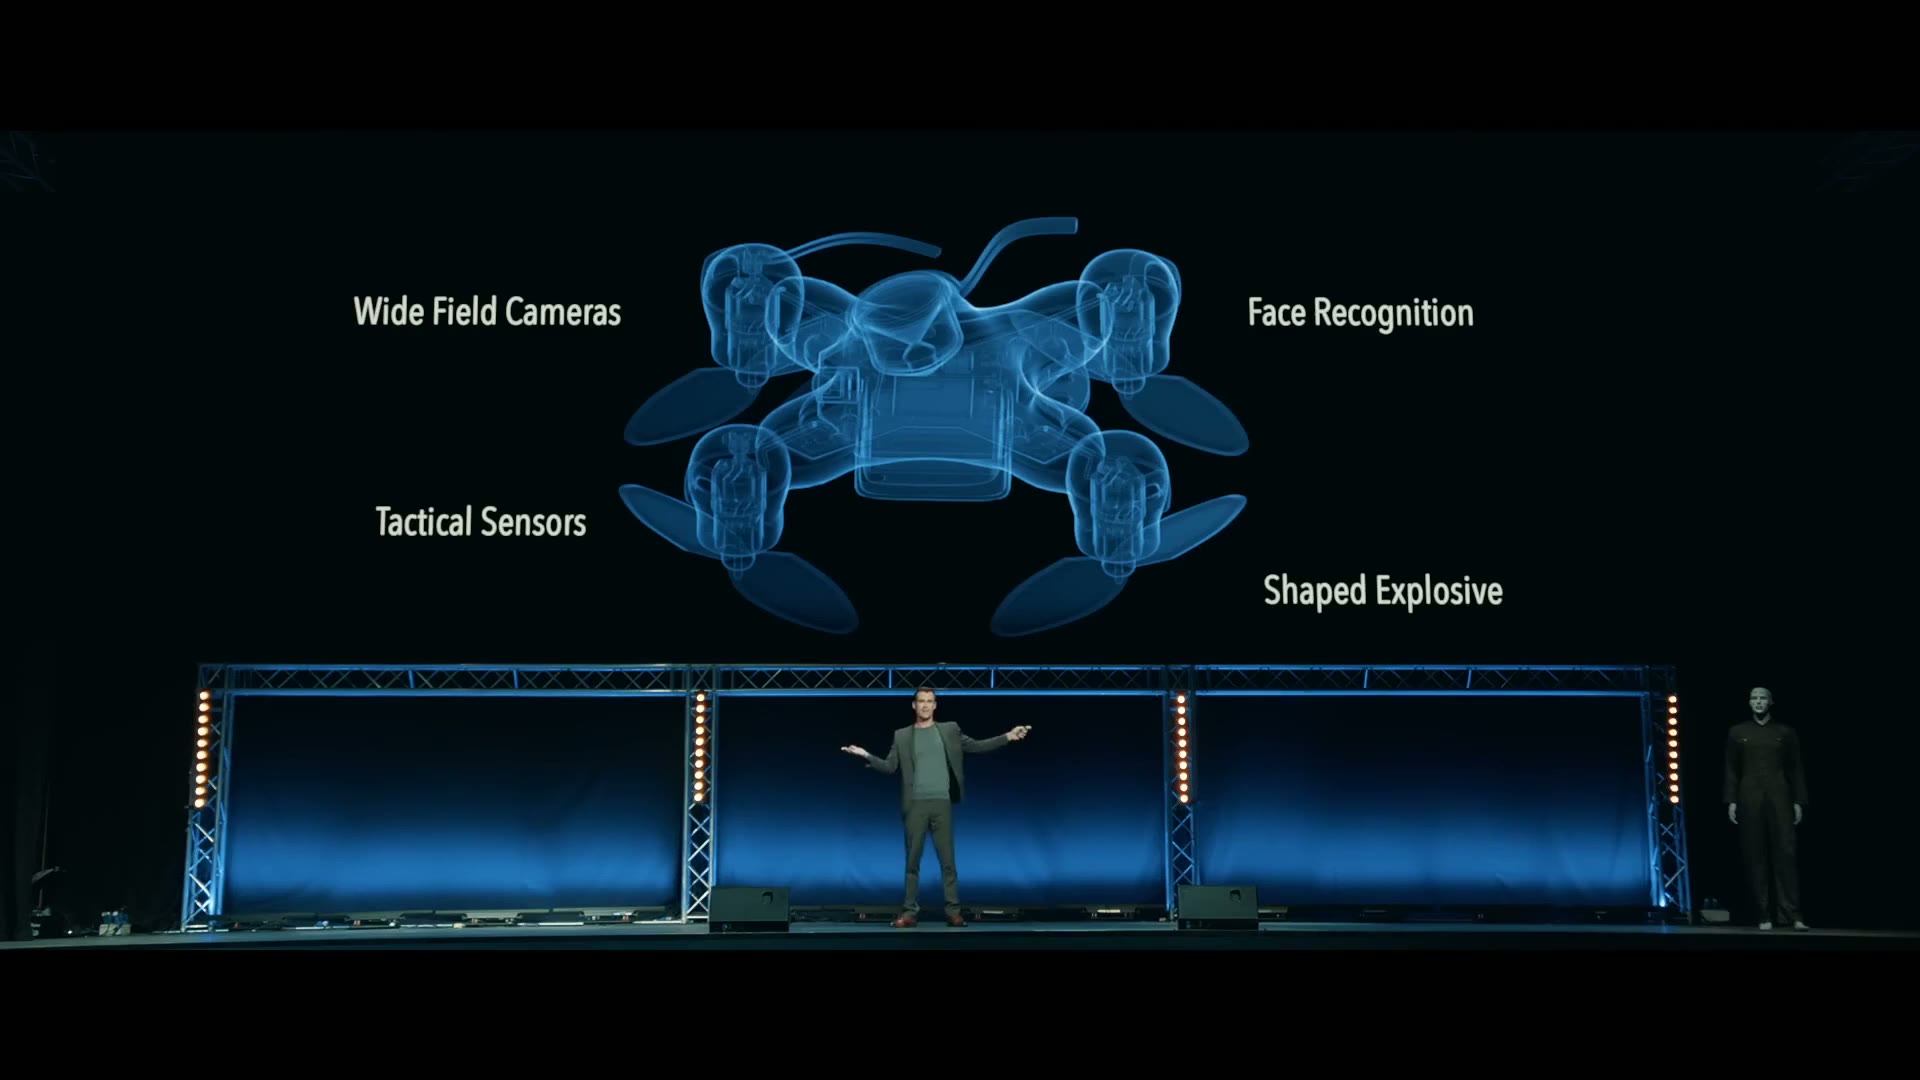 Wide Field Cameras
Face Recognition
Tactical Sensors
Shaped Explosive